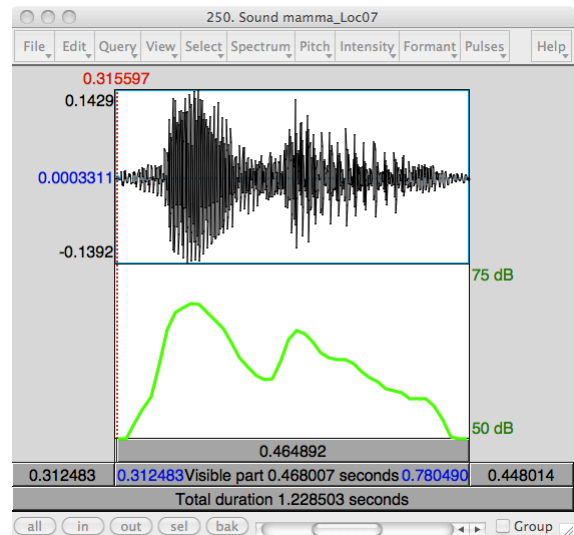 250. Sound mamma_Loc07
File Edit Query View Select Spectrum Pitch Intensity Formant Pulses Help
0.315597
0.1429
0.0003311
-0.1392
75 dB
50 dB
0.464892
0.312483 0.312483 Visible part 0.468007 seconds 0.780490 0.448014
Total duration 1.228503 seconds
all in out sel bak Group